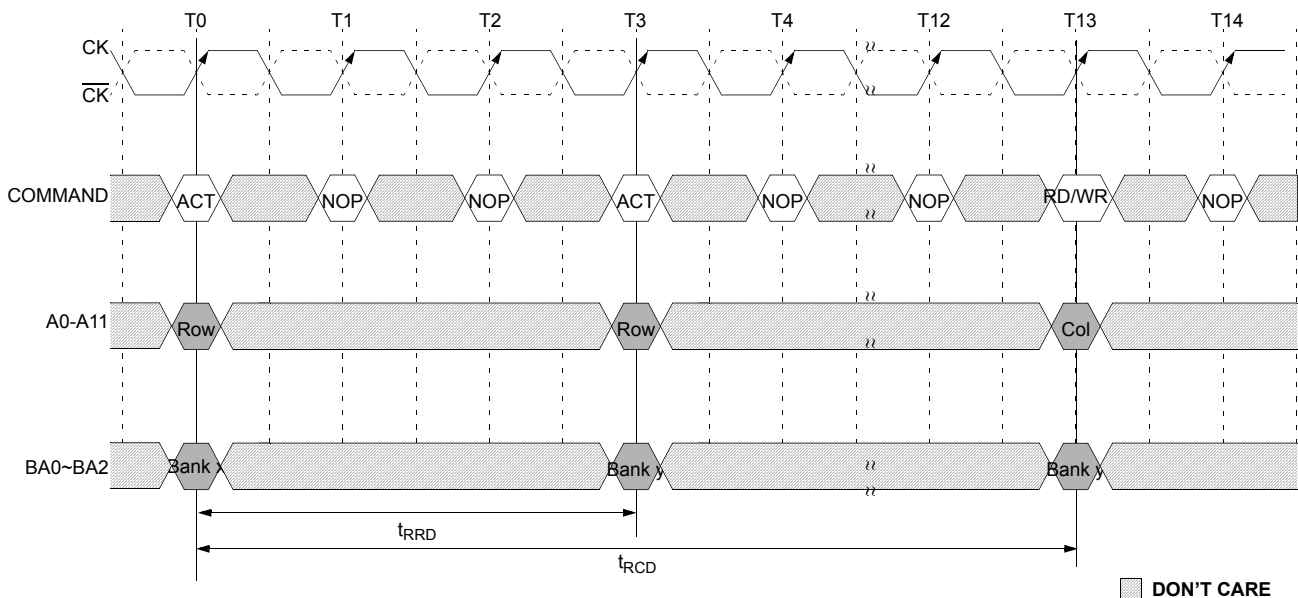 T0 T1 T2 T3 T4 T12 T13 T14
CK
CK
COMMAND ACT NOP NOP ACT NOP NOP RD/WR NOP
A0-A11 Row Row Col
BA0~BA2 Bank x Bank y Bank y
tRRD
tRCD
DON'T CARE